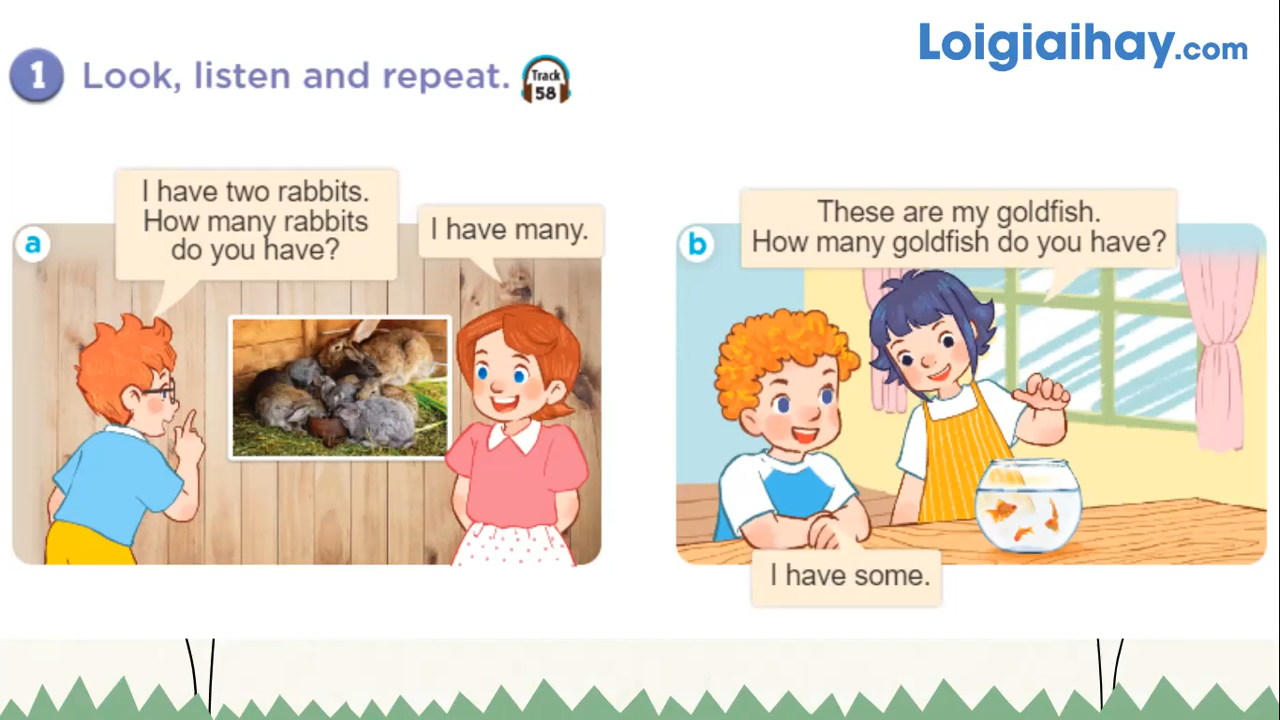 Loigiaihay.com
1 Look, listen and repeat. Track 58
a
I have two rabbits.
How many rabbits
do you have?
I have many.
b
These are my goldfish.
How many goldfish do you have?
I have some.